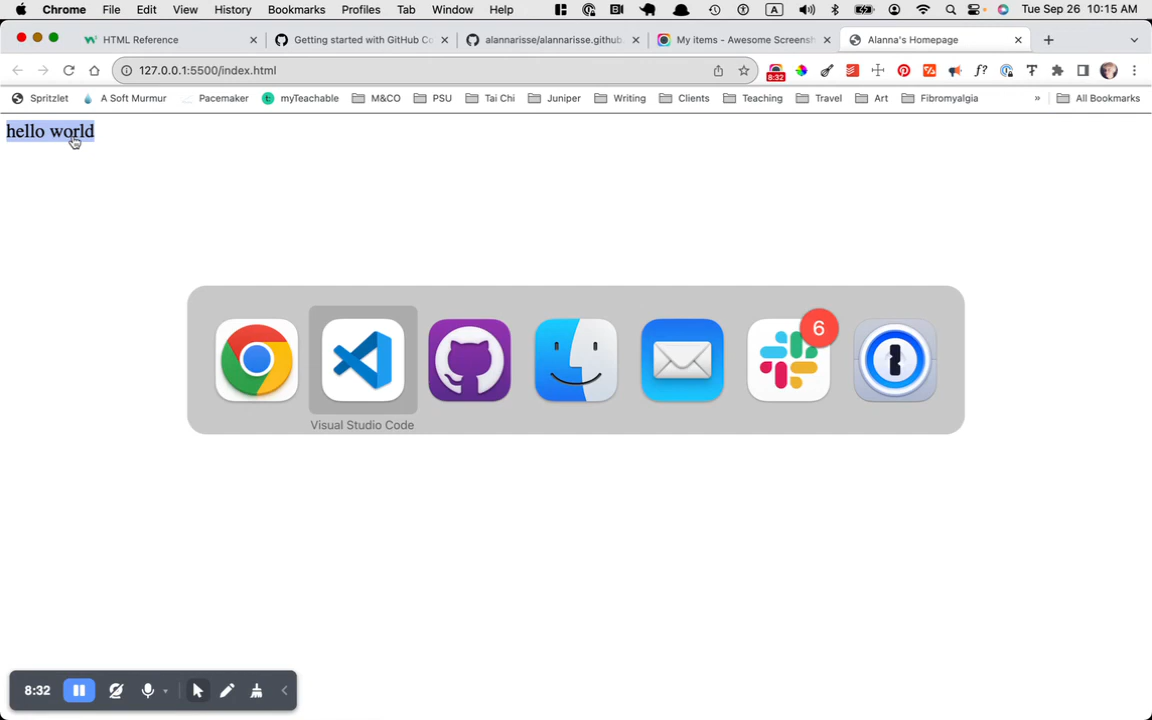 Chrome File Edit View History Bookmarks Profiles Tab Window Help A Tue Sep 26 10:15 AM
HTML Reference Getting started with GitHub Co alannarisse/alannarisse.github. My items - Awesome Screensh Alanna's Homepage
127.0.0.1:5500/index.html 8:32 f?
Spritzlet A Soft Murmur Pacemaker myTeachable M&CO PSU Tai Chi Juniper Writing Clients Teaching Travel Art Fibromyalgia » All Bookmarks
hello world
6
Visual Studio Code
8:32